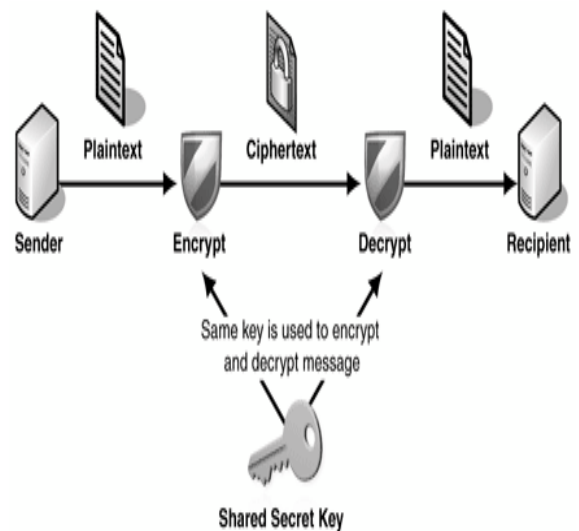 Plaintext
Ciphertext
Plaintext
Sender
Encrypt
Decrypt
Recipient
Same key is used to encrypt
and decrypt message
Shared Secret Key